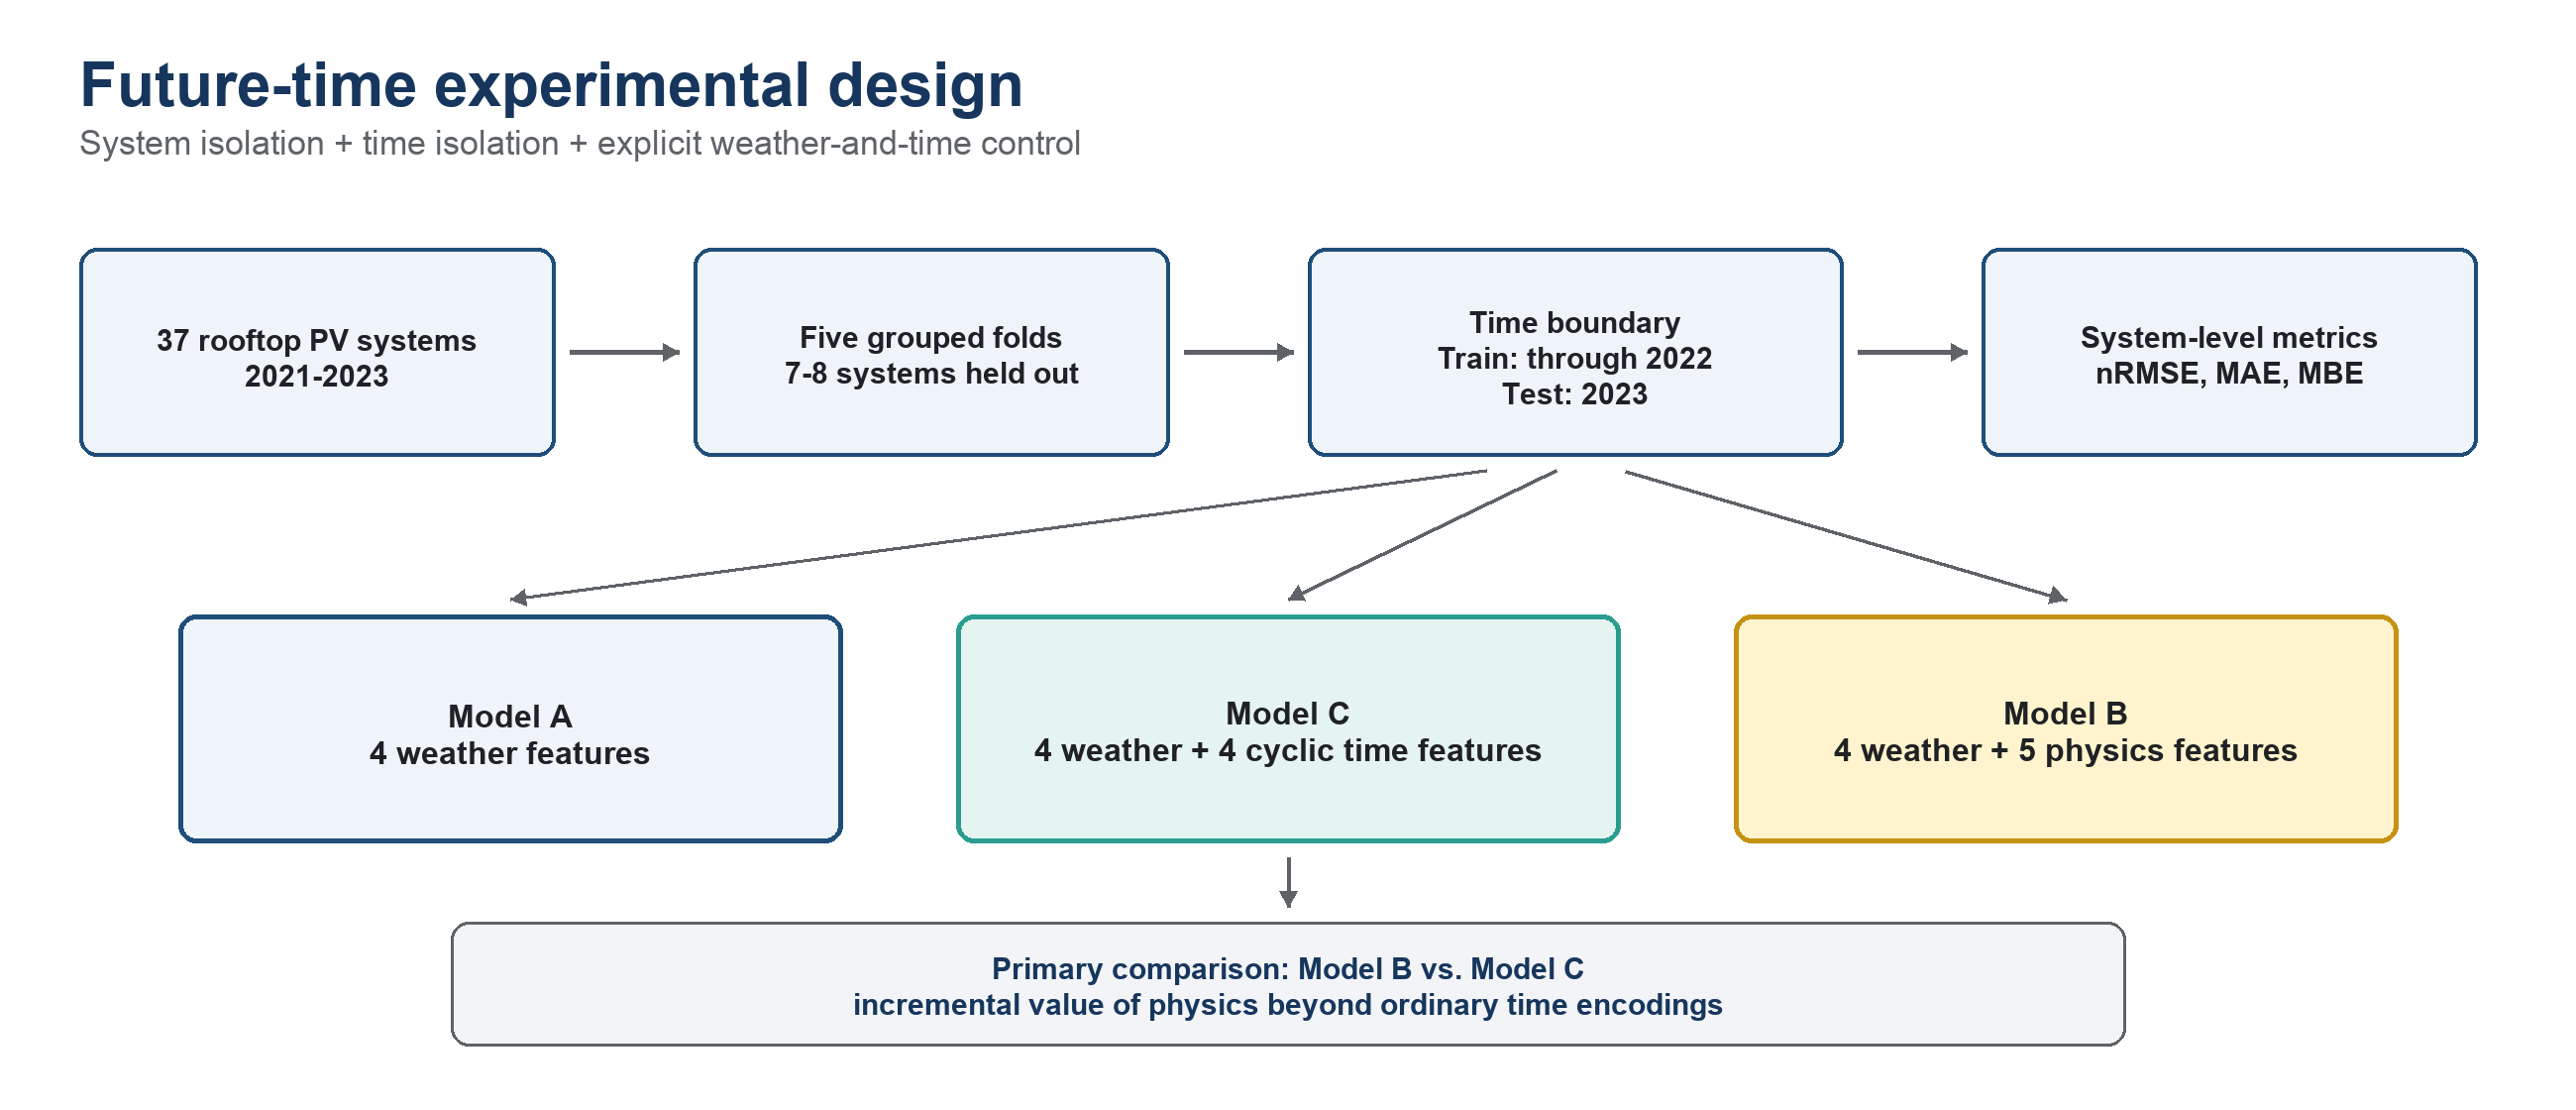 Future-time experimental design
System isolation + time isolation + explicit weather-and-time control
37 rooftop PV systems
2021-2023
Five grouped folds
7-8 systems held out
Time boundary
Train: through 2022
Test: 2023
System-level metrics
nRMSE, MAE, MBE
Model A
4 weather features
Model C
4 weather + 4 cyclic time features
Model B
4 weather + 5 physics features
Primary comparison: Model B vs. Model C
incremental value of physics beyond ordinary time encodings